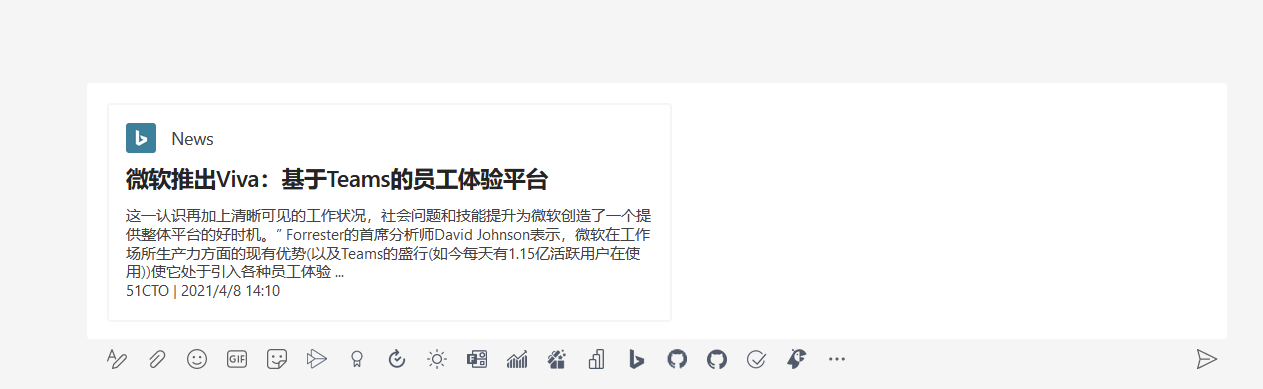 News
微软推出Viva：基于Teams的员工体验平台
这一认识再加上清晰可见的工作状况，社会问题和技能提升为微软创造了一个提
供整体平台的好时机。” Forrester的首席分析师David Johnson表示，微软在工作
场所生产力方面的现有优势(以及Teams的盛行(如今每天有1.15亿活跃用户在使
用))使它处于引入各种员工体验 ...
51CTO | 2021/4/8 14:10
GIF